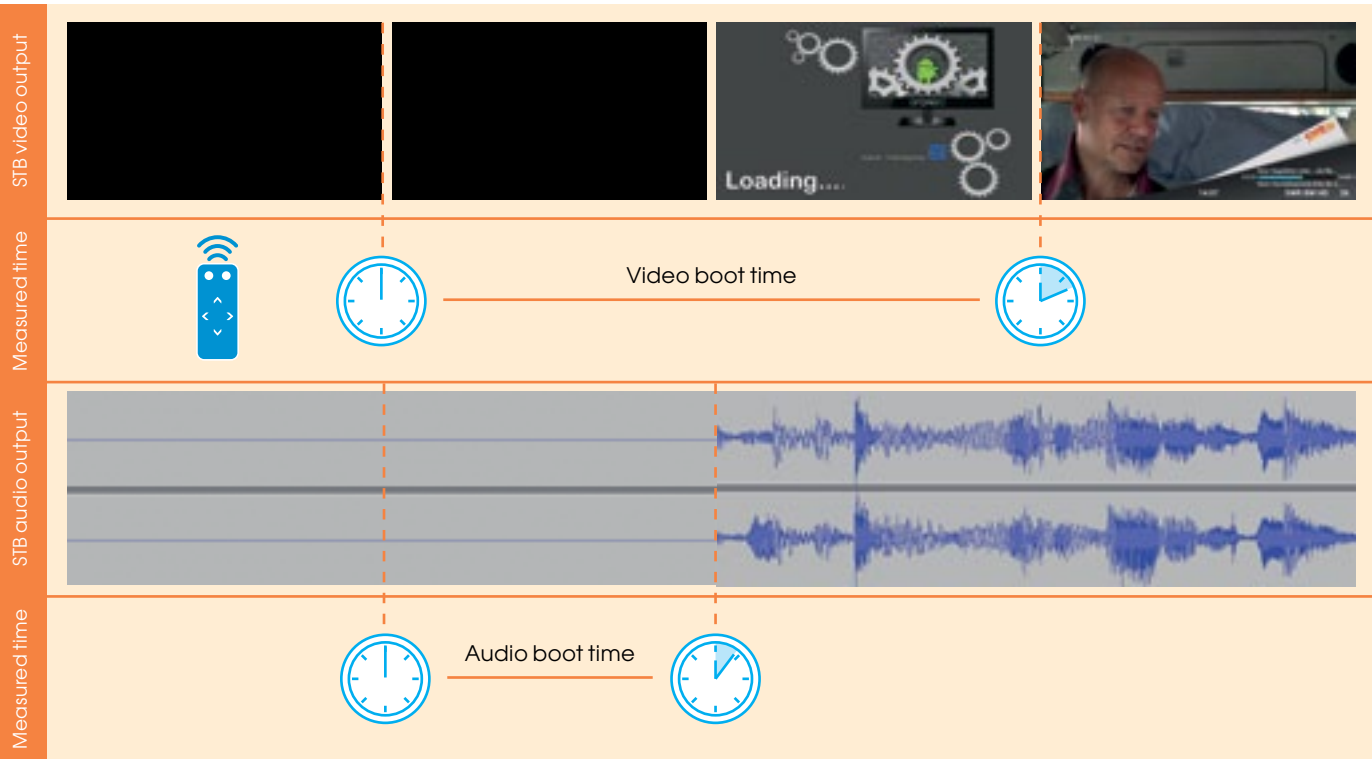 STB video output
Loading....
Measured time
Video boot time
STB audio output
Measured time
Audio boot time